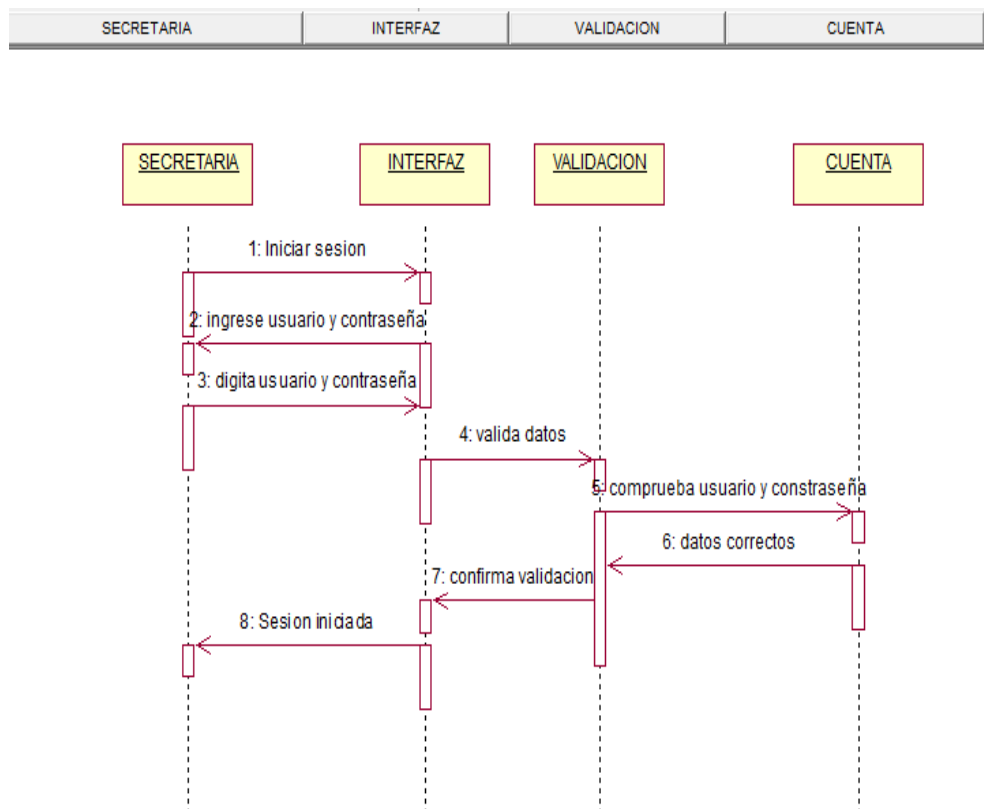 SECRETARIA INTERFAZ VALIDACION CUENTA
SECRETARIA INTERFAZ VALIDACION CUENTA
1: Iniciar sesion
2: ingrese usuario y contraseña
3: digita usuario y contraseña
4: valida datos
5: comprueba usuario y constraseña
6: datos correctos
7: confirma validacion
8: Sesion iniciada